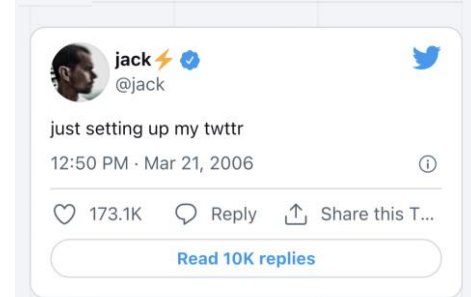 jack⚡
@jack
just setting up my twttr
12:50 PM · Mar 21, 2006
173.1K Reply Share this T...
Read 10K replies